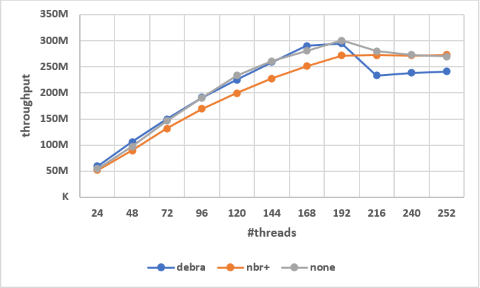 350M
300M
250M
200M
150M
100M
50M
K
throughput
24 48 72 96 120 144 168 192 216 240 252
#threads
debra nbr+ none